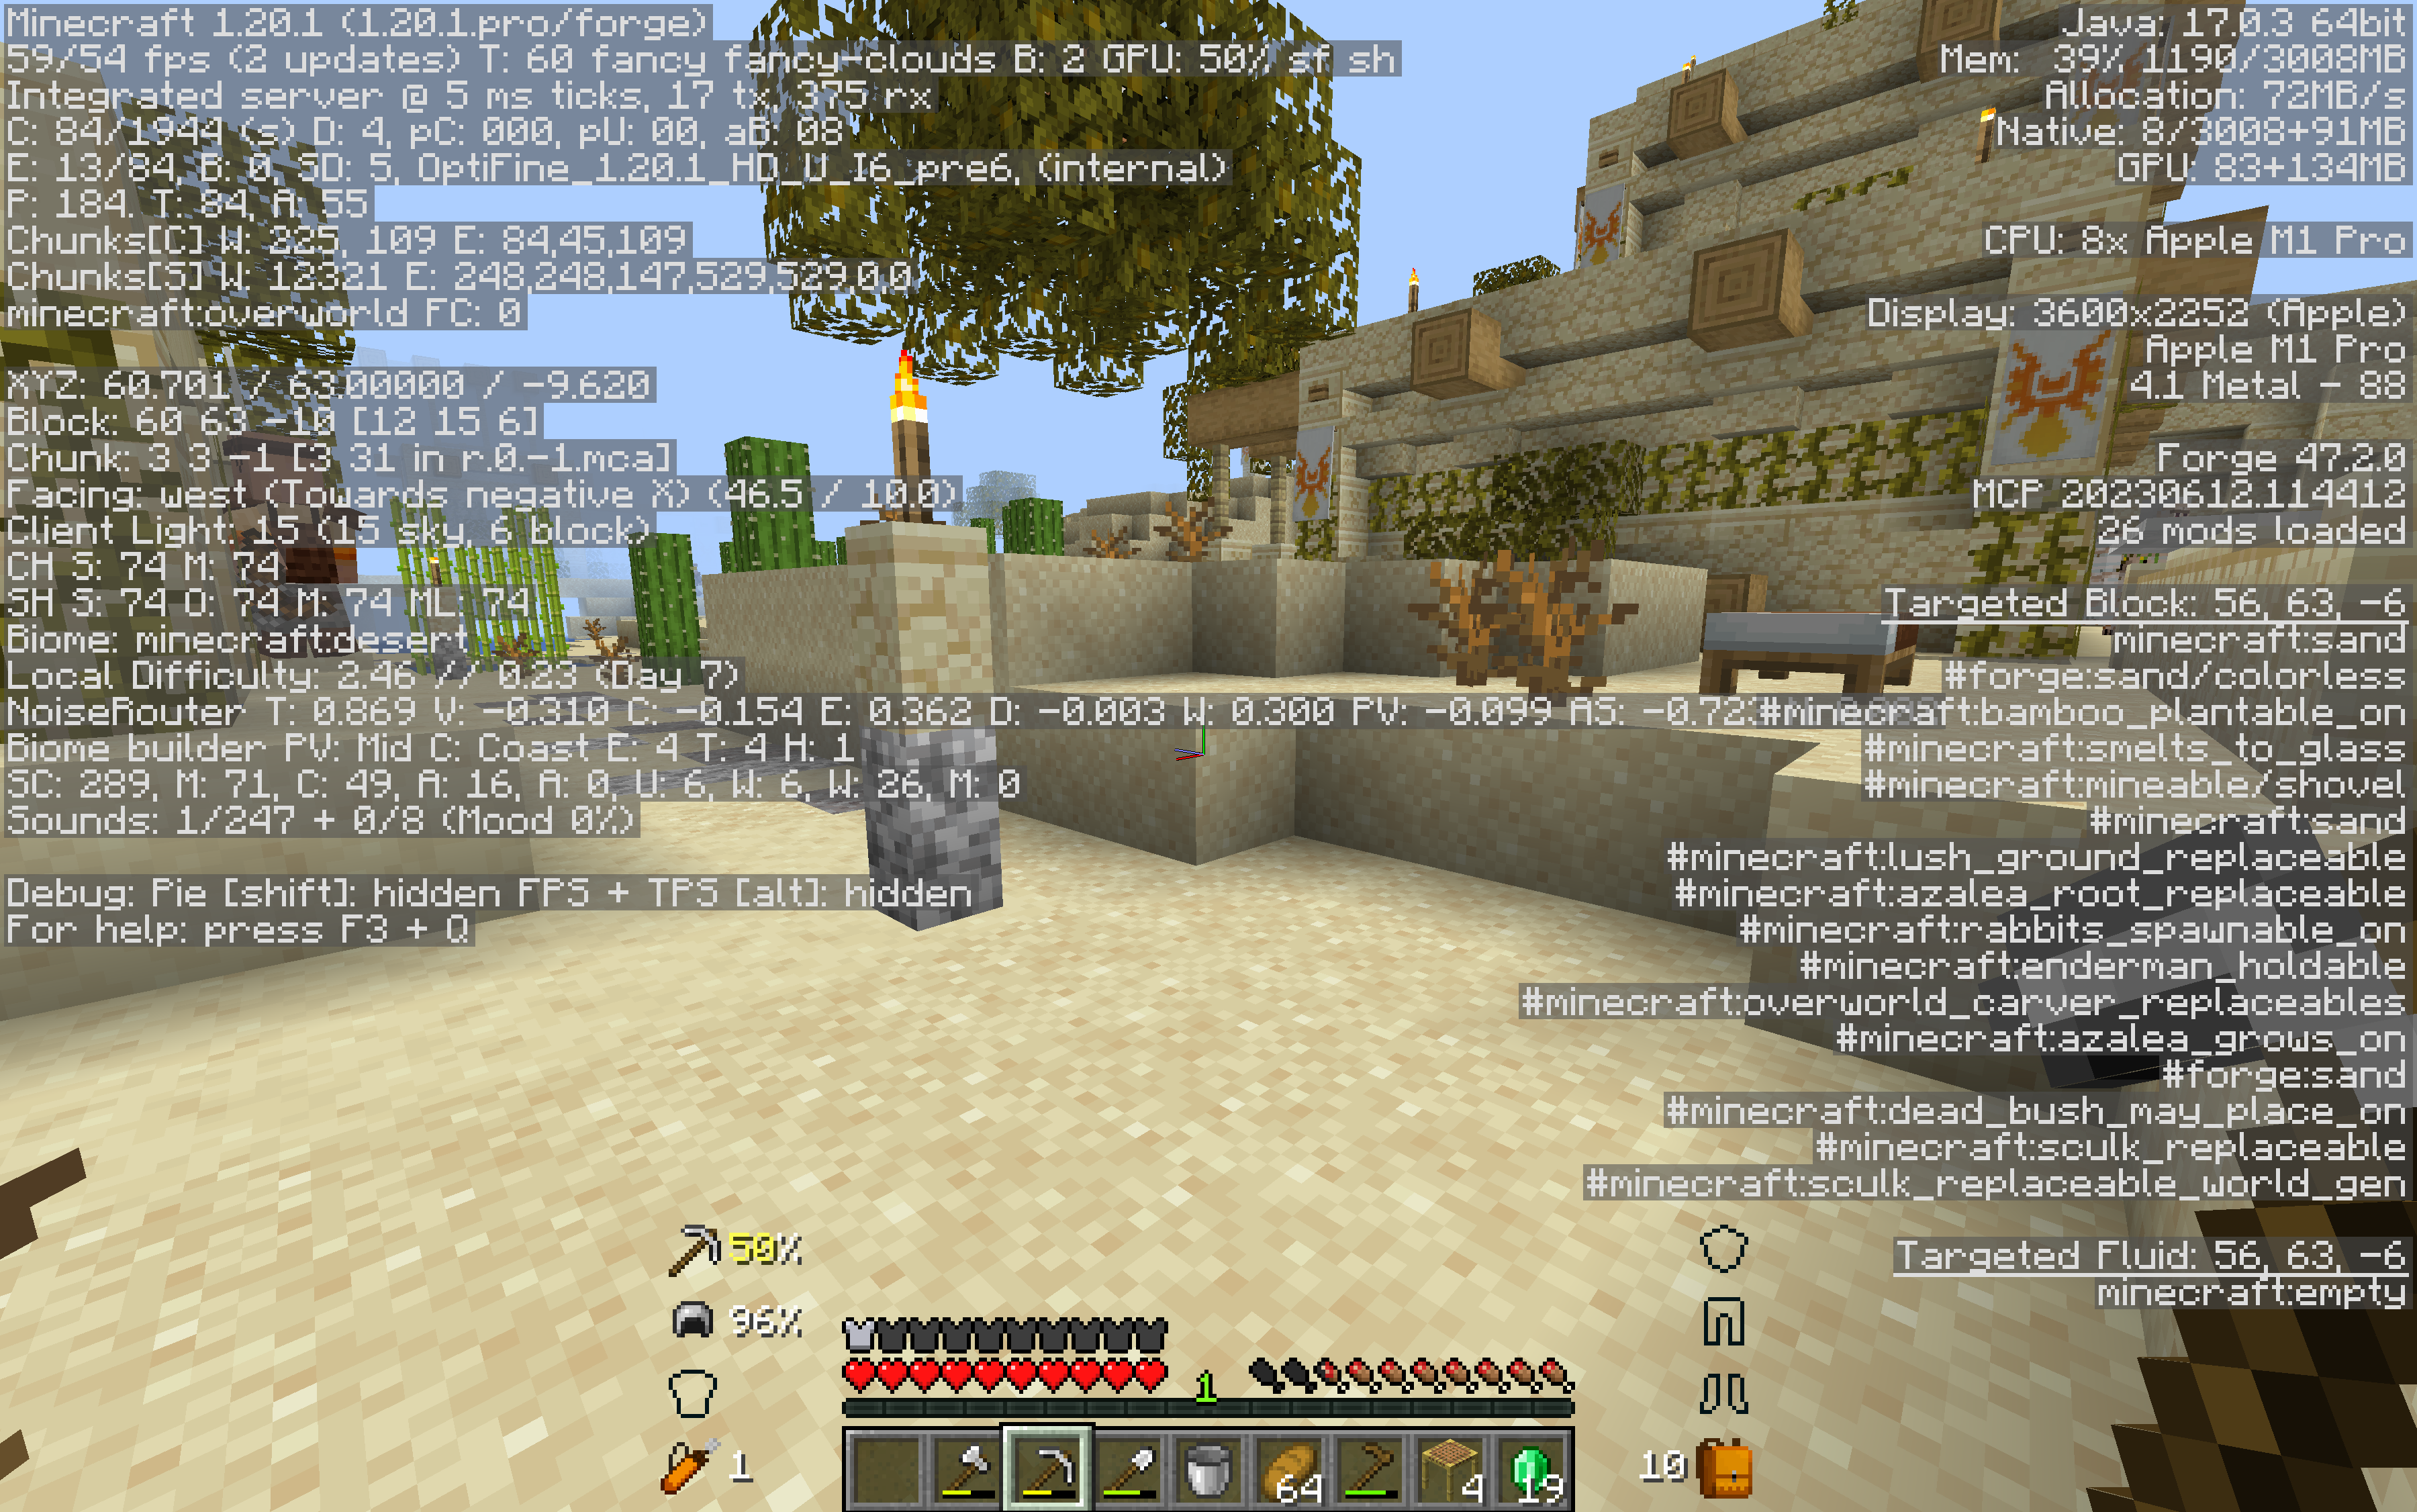 Minecraft 1.20.1 (1.20.1.pro/forge)
59/54 fps (2 updates) T: 60 fancy fancy-clouds B: 2 GPU: 50% sf sh
Integrated server @ 5 ms ticks, 17 tx, 375 rx
C: 84/1944 (s) D: 4, pC: 000, pU: 00, aB: 08
E: 13/84, B: 0, SD: 5, OptiFine_1.20.1_HD_U_I6_pre6, (internal)
P: 184. T: 84, A: 55
Chunks[C] W: 225, 109 E: 84,45,109
Chunks[S] W: 12321 E: 248,248,147,529,529,0,0
minecraft:overworld FC: 0
XYZ: 60.701 / 63.00000 / -9.620
Block: 60 63 -10 [12 15 6]
Chunk: 3 3 -1 [3 31 in r.0.-1.mca]
Facing: west (Towards negative X) (46.5 / 10.0)
Client Light: 15 (15 sky, 6 block)
CH S: 74 M: 74
SH S: 74 O: 74 M: 74 ML: 74
Biome: minecraft:desert
Local Difficulty: 2.46 // 0.23 (Day 7)
NoiseRouter T: 0.869 V: -0.310 C: -0.154 E: 0.362 D: -0.003 W: 0.300 PV: -0.099 AS: -0.72
Biome builder PV: Mid C: Coast E: 4 T: 4 H: 1
SC: 289, M: 71, C: 49, A: 16, A: 0, U: 6, W: 6, W: 26, M: 0
Sounds: 1/247 + 0/8 (Mood 0%)
Debug: Pie [shift]: hidden FPS + TPS [alt]: hidden
For help: press F3 + Q
Java: 17.0.3 64bit
Mem: 39% 1190/3008MB
Allocation: 72MB/s
Native: 8/3008+91MB
GPU: 83+134MB
CPU: 8x Apple M1 Pro
Display: 3600x2252 (Apple)
Apple M1 Pro
4.1 Metal - 88
Forge 47.2.0
MCP 20230612.114412
26 mods loaded
Targeted Block: 56, 63, -6
minecraft:sand
#forge:sand/colorless
#minecraft:bamboo_plantable_on
#minecraft:smelts_to_glass
#minecraft:mineable/shovel
#minecraft:sand
#minecraft:lush_ground_replaceable
#minecraft:azalea_root_replaceable
#minecraft:rabbits_spawnable_on
#minecraft:enderman_holdable
#minecraft:overworld_carver_replaceables
#minecraft:azalea_grows_on
#forge:sand
#minecraft:dead_bush_may_place_on
#minecraft:sculk_replaceable
#minecraft:sculk_replaceable_world_gen
Targeted Fluid: 56, 63, -6
minecraft:empty
50%
96%
1
1
64
4
19
10